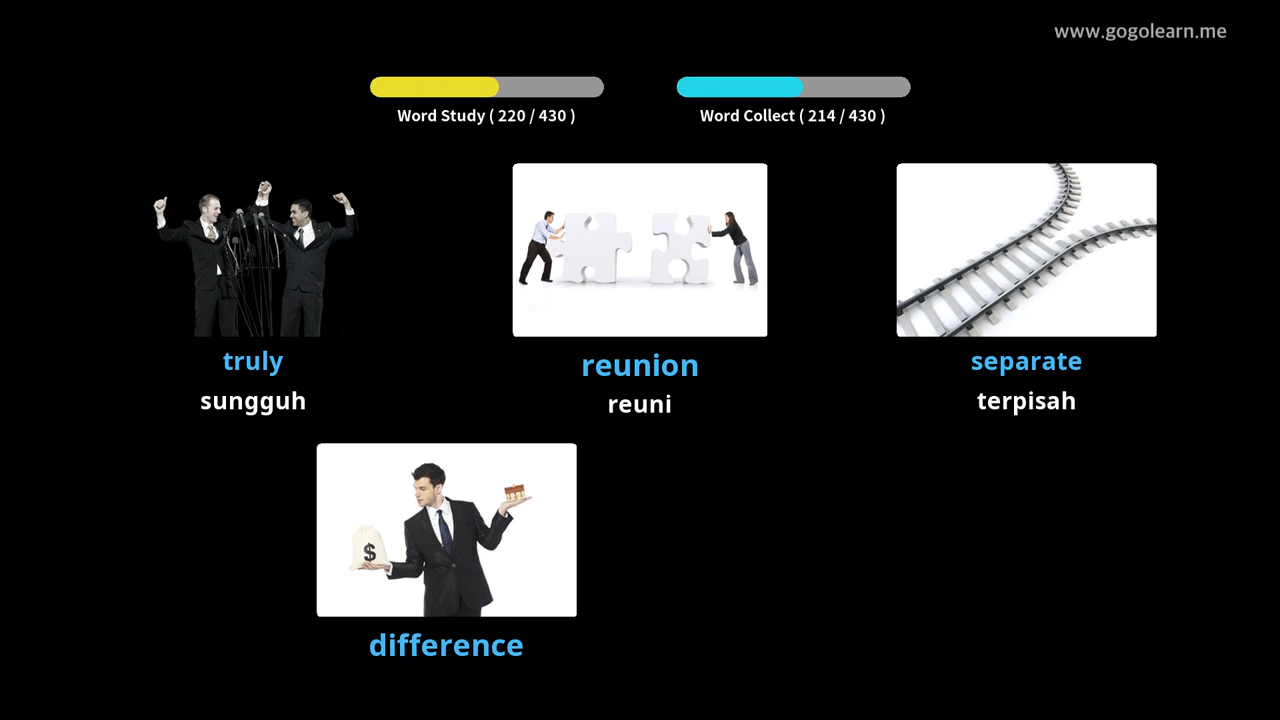 www.gogolearn.me
Word Study ( 220 / 430 )
Word Collect ( 214 / 430 )
truly
sungguh
reunion
reuni
separate
terpisah
$
difference